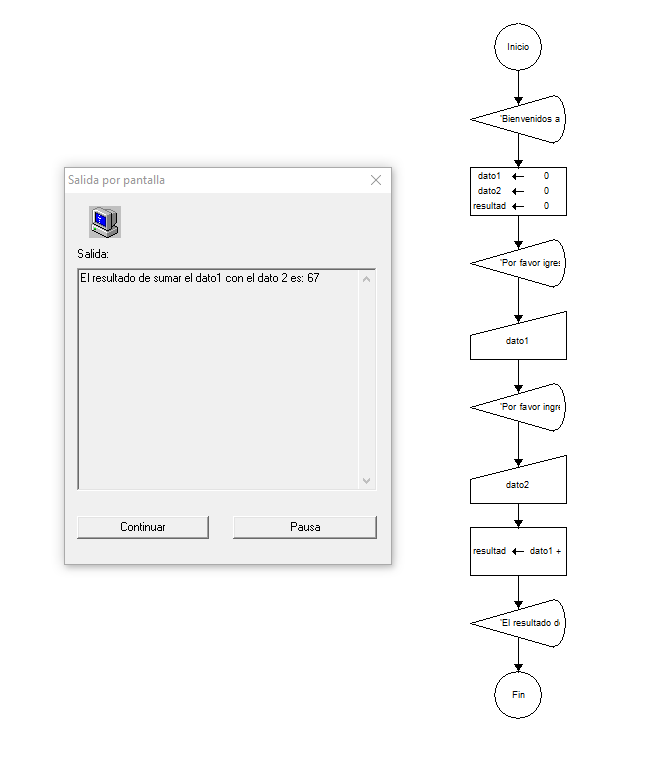 Salida por pantalla
Salida:
El resultado de sumar el dato1 con el dato 2 es: 67
Continuar
Pausa
Inicio
'Bienvenidos a
dato1 ← 0
dato2 ← 0
resultad ← 0
'Por favor igres
dato1
'Por favor ingre
dato2
resultad ← dato1 +
'El resultado de
Fin